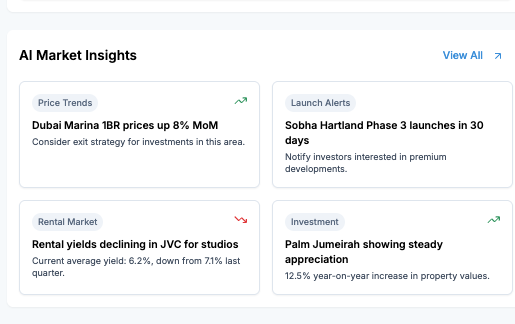 AI Market Insights
View All
Price Trends
Dubai Marina 1BR prices up 8% MoM
Consider exit strategy for investments in this area.
Launch Alerts
Sobha Hartland Phase 3 launches in 30
days
Notify investors interested in premium
developments.
Rental Market
Rental yields declining in JVC for studios
Current average yield: 6.2%, down from 7.1% last
quarter.
Investment
Palm Jumeirah showing steady
appreciation
12.5% year-on-year increase in property values.